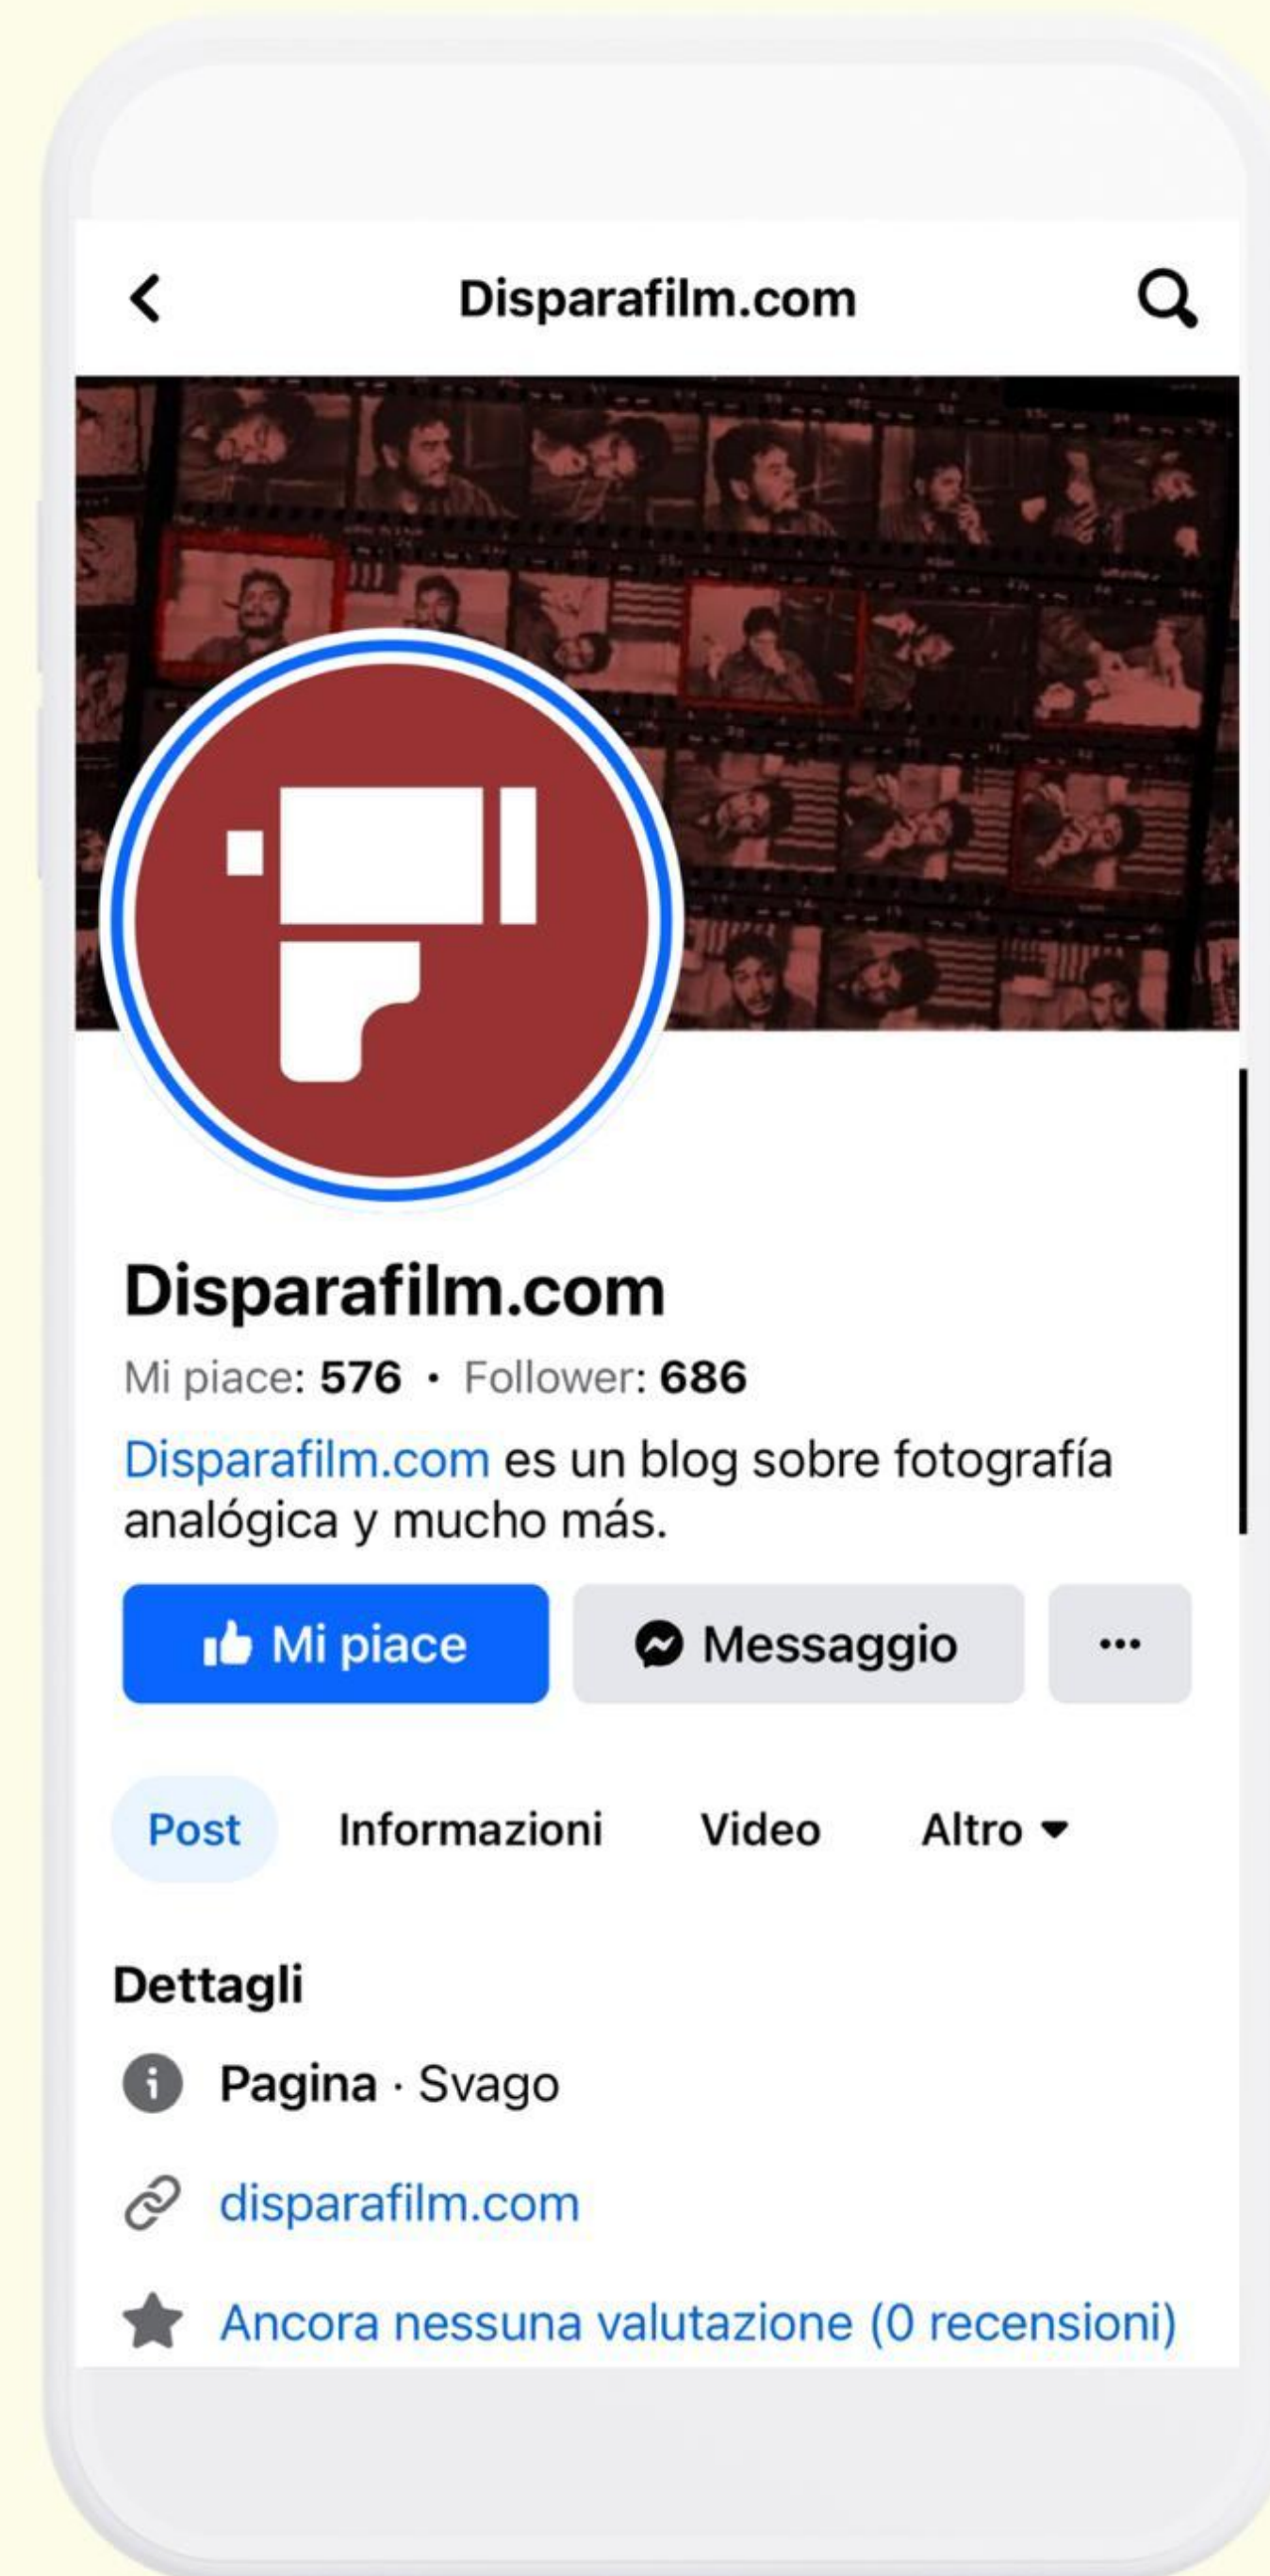 Disparafilm.com
Disparafilm.com
Mi piace: 576 · Follower: 686
Disparafilm.com es un blog sobre fotografía
analógica y mucho más.
Mi piace
Messaggio
Post Informazioni Video Altro
Dettagli
Pagina · Svago
disparafilm.com
Ancora nessuna valutazione (0 recensioni)